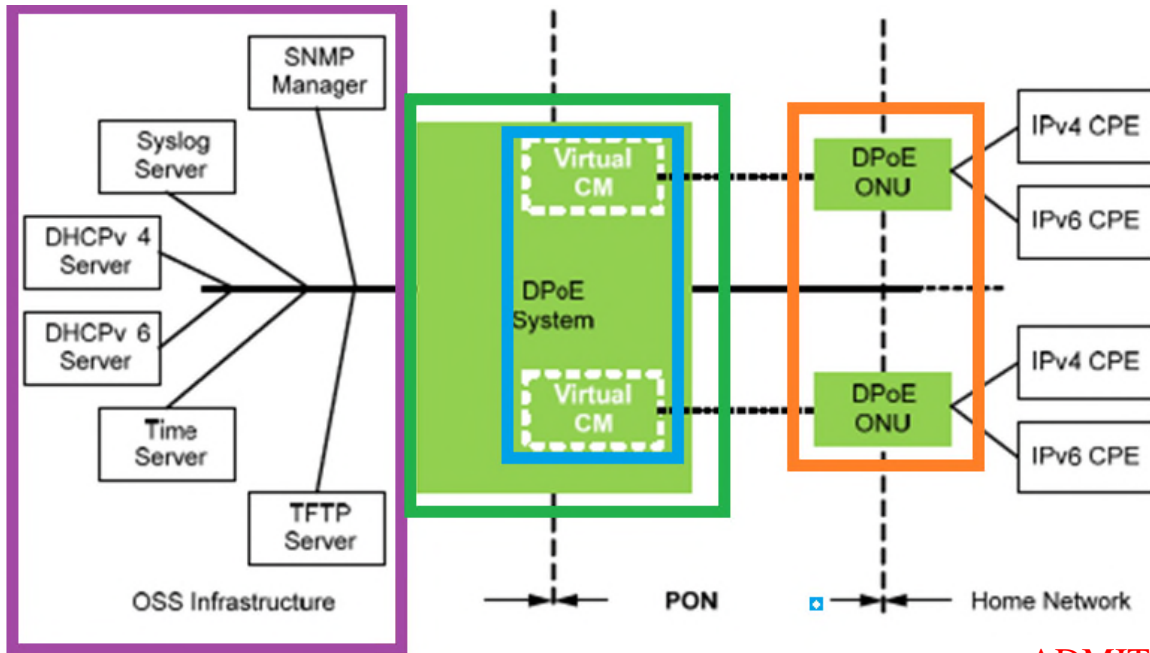 SNMP
Manager
Syslog
Server
DHCPv 4
Server
DHCPv 6
Server
Time
Server
TFTP
Server
OSS Infrastructure
Virtual
CM
DPoE
System
Virtual
CM
PON
DPoE
ONU
DPoE
ONU
IPv4 CPE
IPv6 CPE
IPv4 CPE
IPv6 CPE
Home Network